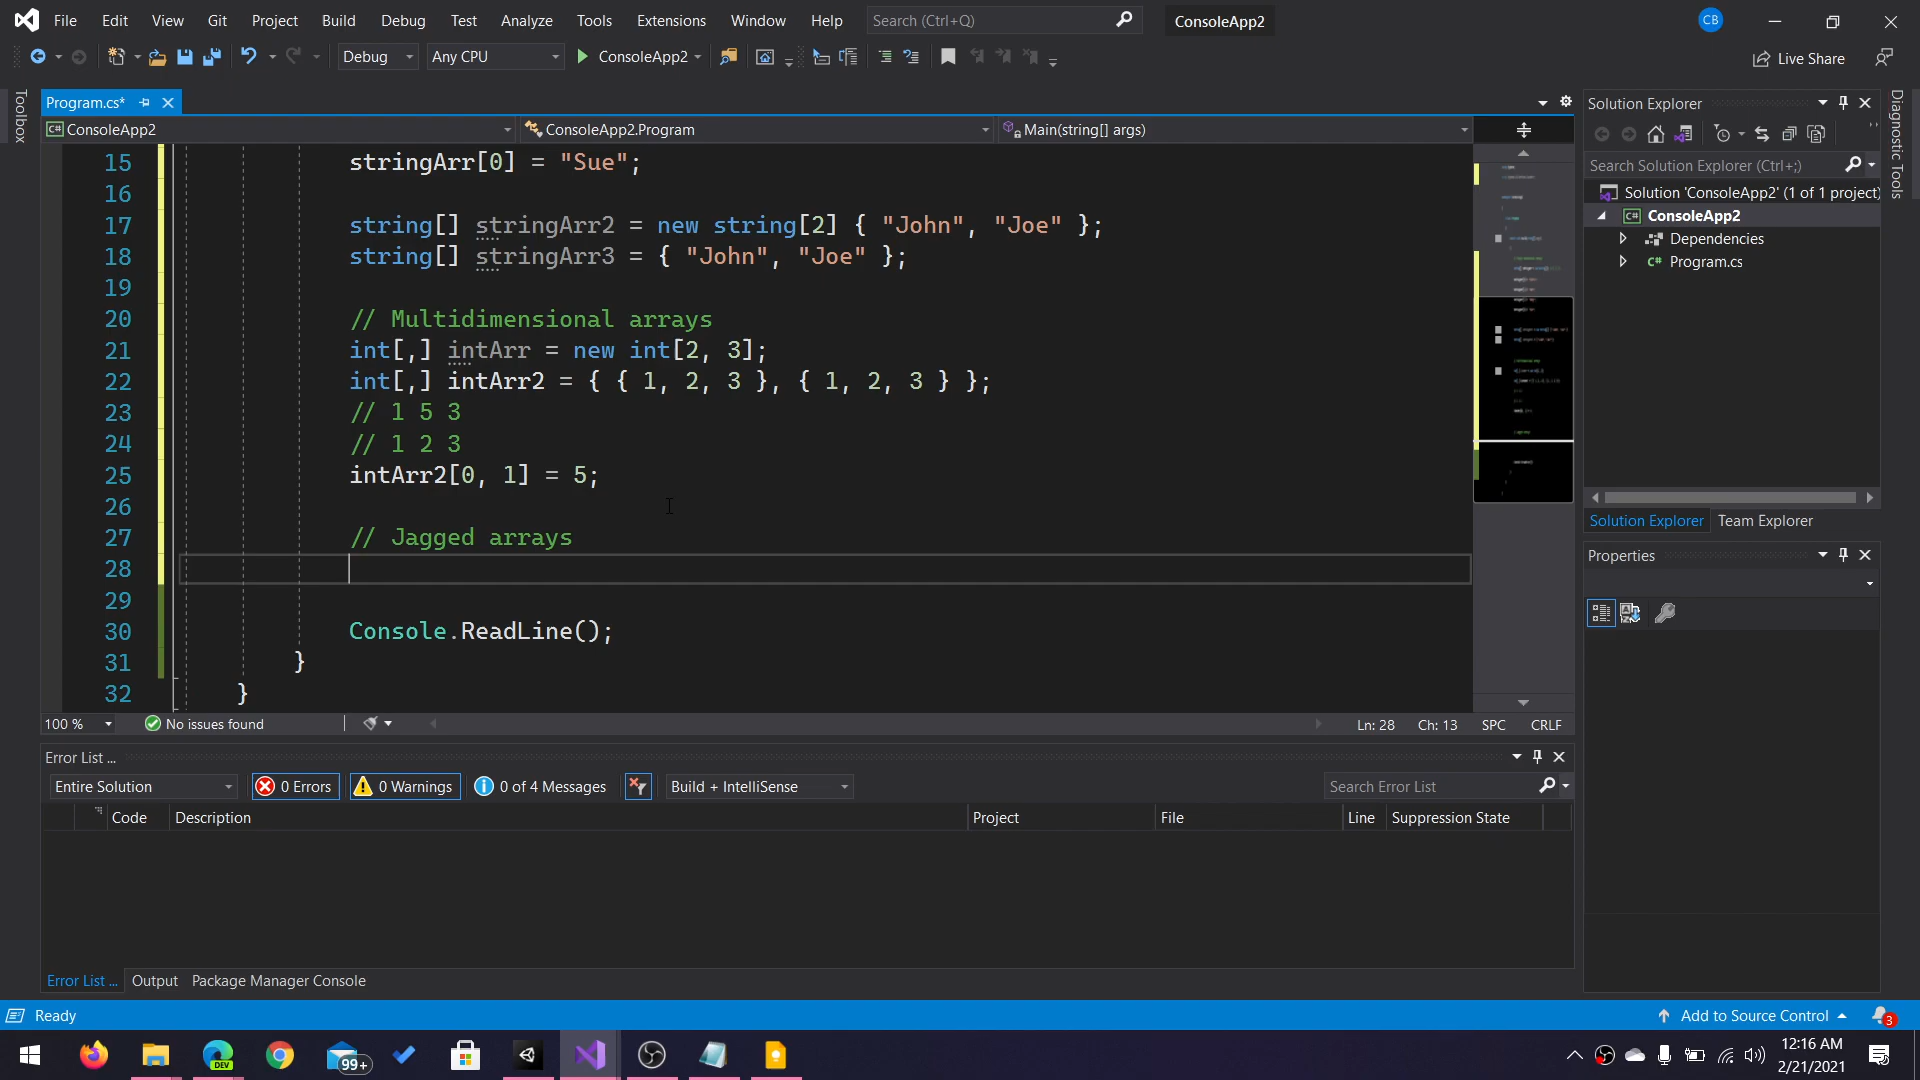 File Edit View Git Project Build Debug Test Analyze Tools Extensions Window Help Search (Ctrl+Q) ConsoleApp2 CB
Debug Any CPU ConsoleApp2 Live Share
Toolbox
Program.cs*
ConsoleApp2 ConsoleApp2.Program Main(string[] args)
15 stringArr[0] = "Sue";
16
17 string[] stringArr2 = new string[2] { "John", "Joe" };
18 string[] stringArr3 = { "John", "Joe" };
19
20 // Multidimensional arrays
21 int[,] intArr = new int[2, 3];
22 int[,] intArr2 = { { 1, 2, 3 }, { 1, 2, 3 } };
23 // 1 5 3
24 // 1 2 3
25 intArr2[0, 1] = 5;
26
27 // Jagged arrays
28
29
30 Console.ReadLine();
31 }
32 }
100 % No issues found Ln: 28 Ch: 13 SPC CRLF
Error List ...
Entire Solution 0 Errors 0 Warnings 0 of 4 Messages Build + IntelliSense Search Error List
Code Description Project File Line Suppression State
Error List ... Output Package Manager Console
Solution Explorer
Search Solution Explorer (Ctrl+;)
Solution 'ConsoleApp2' (1 of 1 project)
C# ConsoleApp2
Dependencies
C# Program.cs
Solution Explorer Team Explorer
Properties
Diagnostic Tools
Ready Add to Source Control 3
DEV 99+ 12:16 AM
2/21/2021